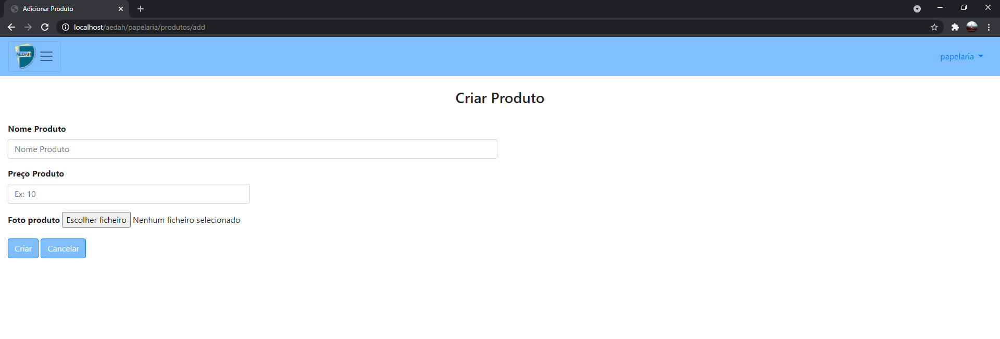 Adicionar Produto
localhost/aedah/papelaria/produtos/add
AEDAH
papelaria
Criar Produto
Nome Produto
Nome Produto
Preço Produto
Ex: 10
Foto produto Escolher ficheiro Nenhum ficheiro selecionado
Criar Cancelar